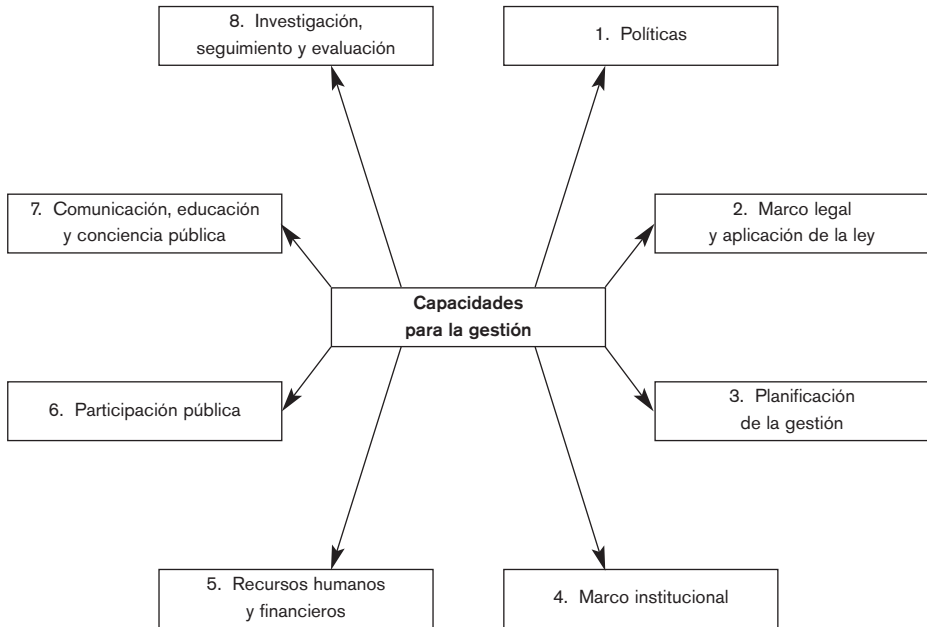 8. Investigación,
seguimiento y evaluación
1. Políticas
7. Comunicación, educación
y conciencia pública
2. Marco legal
y aplicación de la ley
Capacidades
para la gestión
6. Participación pública
3. Planificación
de la gestión
5. Recursos humanos
y financieros
4. Marco institucional